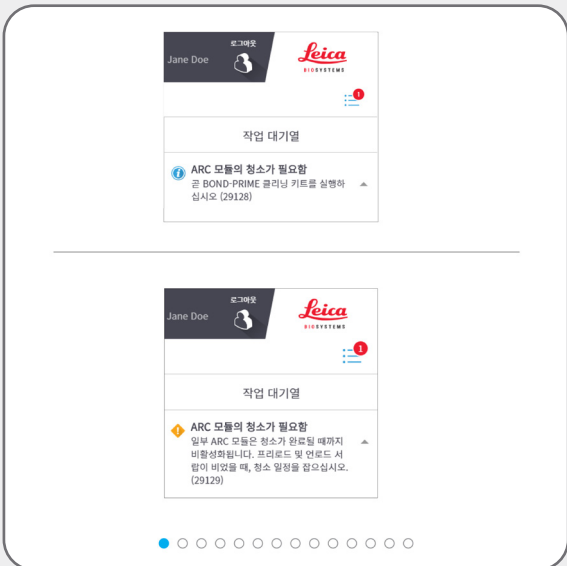 로그아웃
Jane Doe
Leica
BIOSYSTEMS
1
작업 대기열
ARC 모듈의 청소가 필요함
곧 BOND-PRIME 클리닝 키트를 실행하
십시오 (29128)
로그아웃
Jane Doe
Leica
BIOSYSTEMS
1
작업 대기열
ARC 모듈의 청소가 필요함
일부 ARC 모듈은 청소가 완료될 때까지
비활성화됩니다. 프리로드 및 언로드 서
랍이 비었을 때, 청소 일정을 잡으십시오.
(29129)